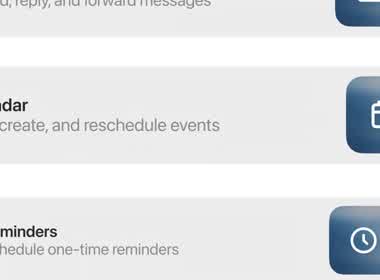 reply, and forward messages
dar
create, and reschedule events
minders
hedule one-time reminders